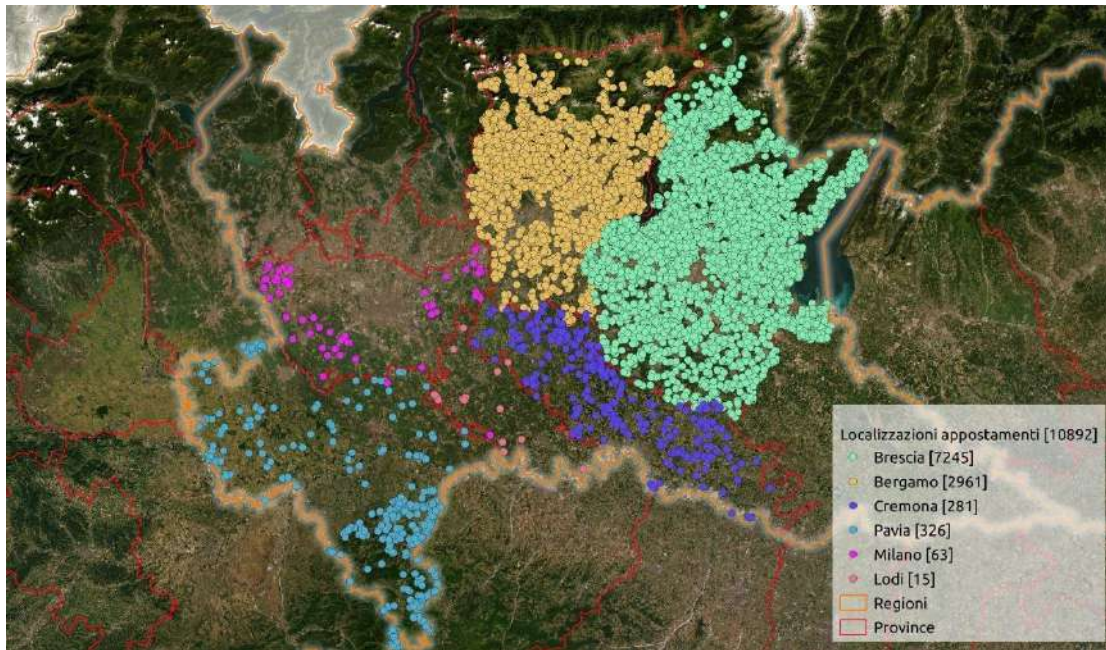 Localizzazioni appostamenti [10892]
Brescia [7245]
Bergamo [2961]
Cremona [281]
Pavia [326]
Milano [63]
Lodi [15]
Regioni
Province